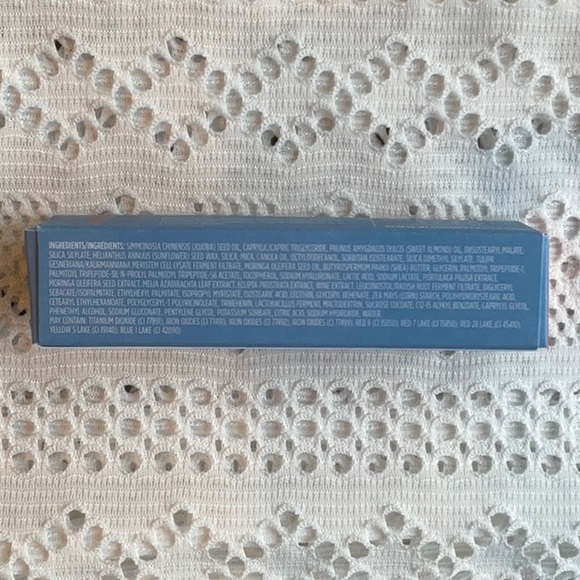 INGREDIENTS/INGRÉDIENTS: SIMMONDSIA CHINENSIS (JOJOBA) SEED OIL, CAPRYLIC/CAPRIC TRIGLYCERIDE, PRUNUS AMYGDALUS DULCIS (SWEET ALMOND) OIL, DIISOSTEARYL MALATE,
SILICA SILYLATE, HELIANTHUS ANNUUS (SUNFLOWER) SEED WAX, SILICA, MICA, CANOLA OIL, OCTYLDODECANOL, SORBITAN ISOSTEARATE, SILICA DIMETHYL SILYLATE, TULIPA
GESNERIANA/KAUFMANNIANA MERISTEM CELL LYSATE FERMENT FILTRATE, MORINGA OLEIFERA SEED OIL, BUTYROSPERMUM PARKII (SHEA) BUTTER, GLYCERIN, PALMITOYL TRIPEPTIDE-1,
PALMITOYL TRIPEPTIDE-38, N-PROLYL PALMITOYL TRIPEPTIDE-56 ACETATE, TOCOPHEROL, SODIUM HYALURONATE, LACTIC ACID, SODIUM LACTATE, PORTULACA PILOSA EXTRACT,
MORINGA OLEIFERA SEED EXTRACT, MELIA AZADIRACHTA LEAF EXTRACT, ECLIPTA PROSTRATA EXTRACT, WINE EXTRACT, LEUCONOSTOC/RADISH ROOT FERMENT FILTRATE, DIGLYCERYL
SEBACATE/ISOPALMITATE, ETHYLHEXYL PALMITATE, ISOPROPYL MYRISTATE, ISOSTEARIC ACID, LECITHIN, GLYCERYL BEHENATE, ZEA MAYS (CORN) STARCH, POLYHYDROXYSTEARIC ACID,
CETEARYL ETHYLHEXANOATE, POLYGLYCERYL-3 POLYRICINOLEATE, TRIBEHENIN, LACTOBACILLUS FERMENT, MALTODEXTRIN, SUCROSE COCOATE, C12-15 ALKYL BENZOATE, CAPRYLYL GLYCOL,
PHENETHYL ALCOHOL, SODIUM GLUCONATE, PENTYLENE GLYCOL, POTASSIUM SORBATE, CITRIC ACID, SODIUM HYDROXIDE, WATER.
MAY CONTAIN: TITANIUM DIOXIDE (CI 77891), IRON OXIDES (CI 77491), IRON OXIDES (CI 77492), IRON OXIDES (CI 77499), RED 6 (CI 15850), RED 7 LAKE (CI 15850), RED 28 LAKE (CI 45410),
YELLOW 5 LAKE (CI 19140), BLUE 1 LAKE (CI 42090)